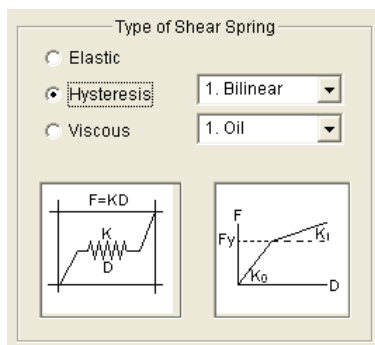 Type of Shear Spring
Elastic
Hysteresis 1. Bilinear
Viscous 1. Oil
F=KD
K
D
F
Fy
K1
K0
D